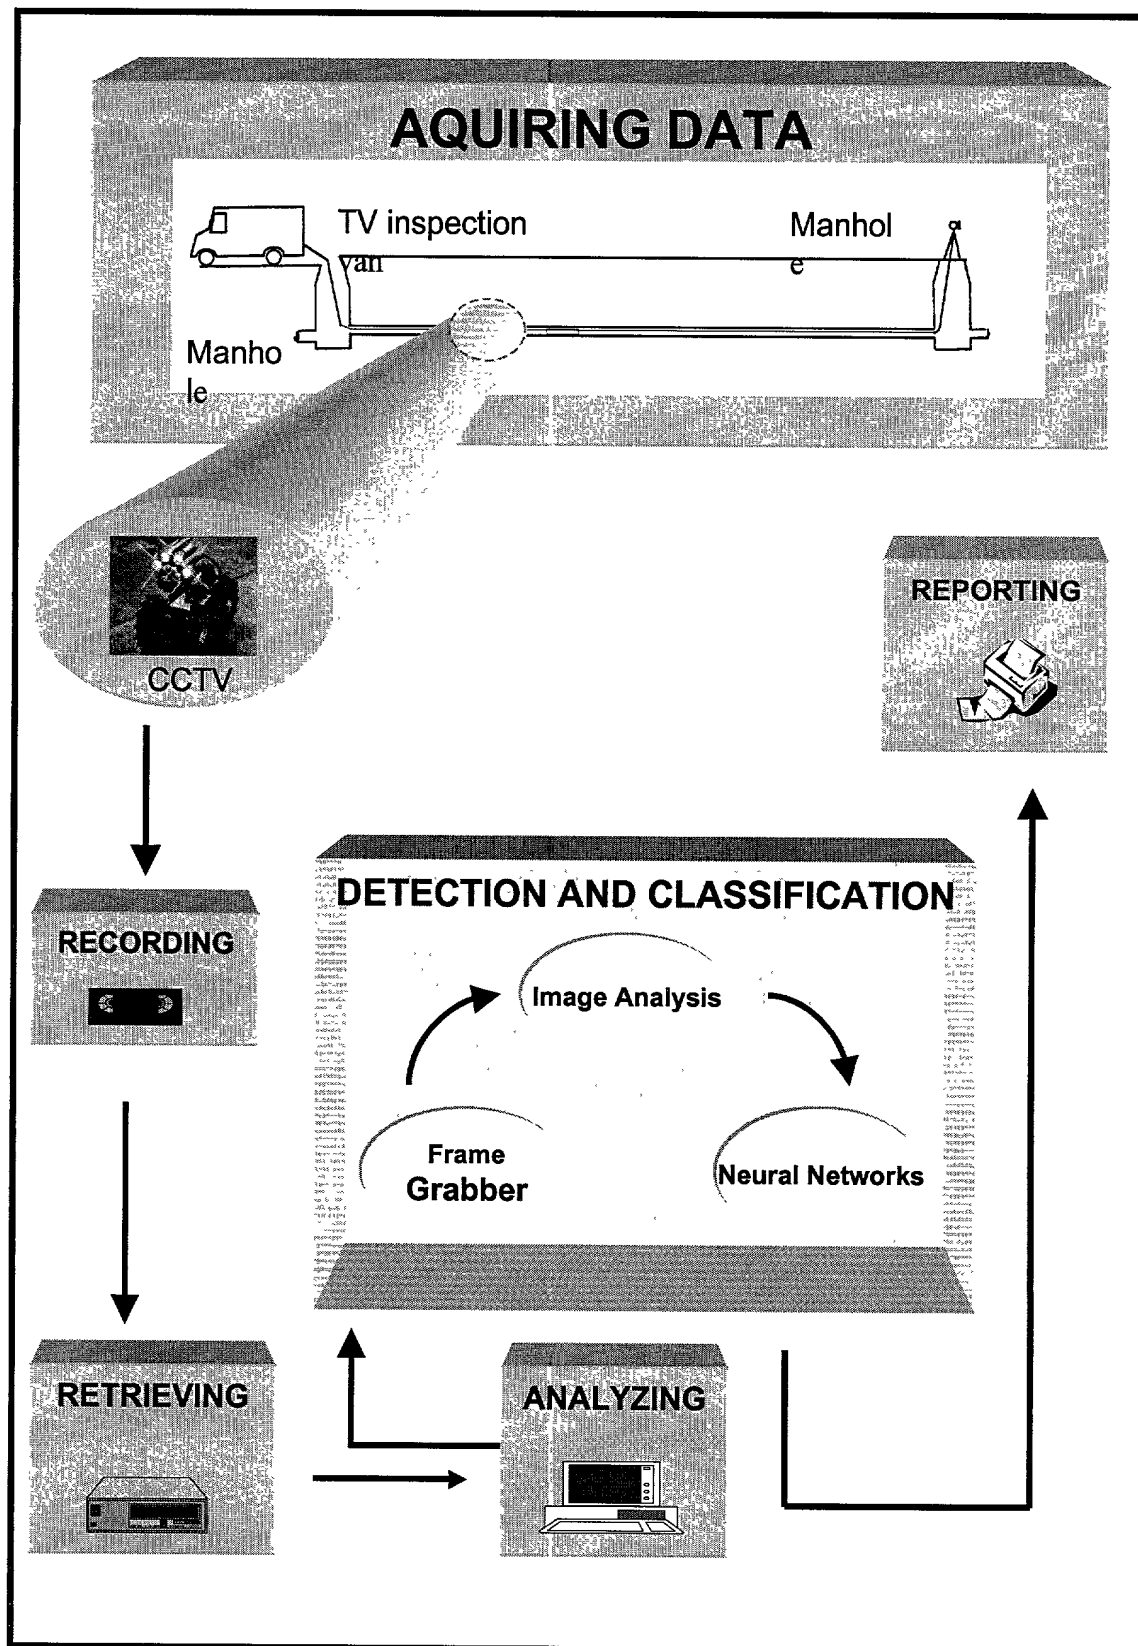 AQUIRING DATA
TV inspection
van
Manhol
e
Manho
le
CCTV
REPORTING
DETECTION AND CLASSIFICATION
RECORDING
Image Analysis
Frame
Grabber
Neural Networks
RETRIEVING
ANALYZING